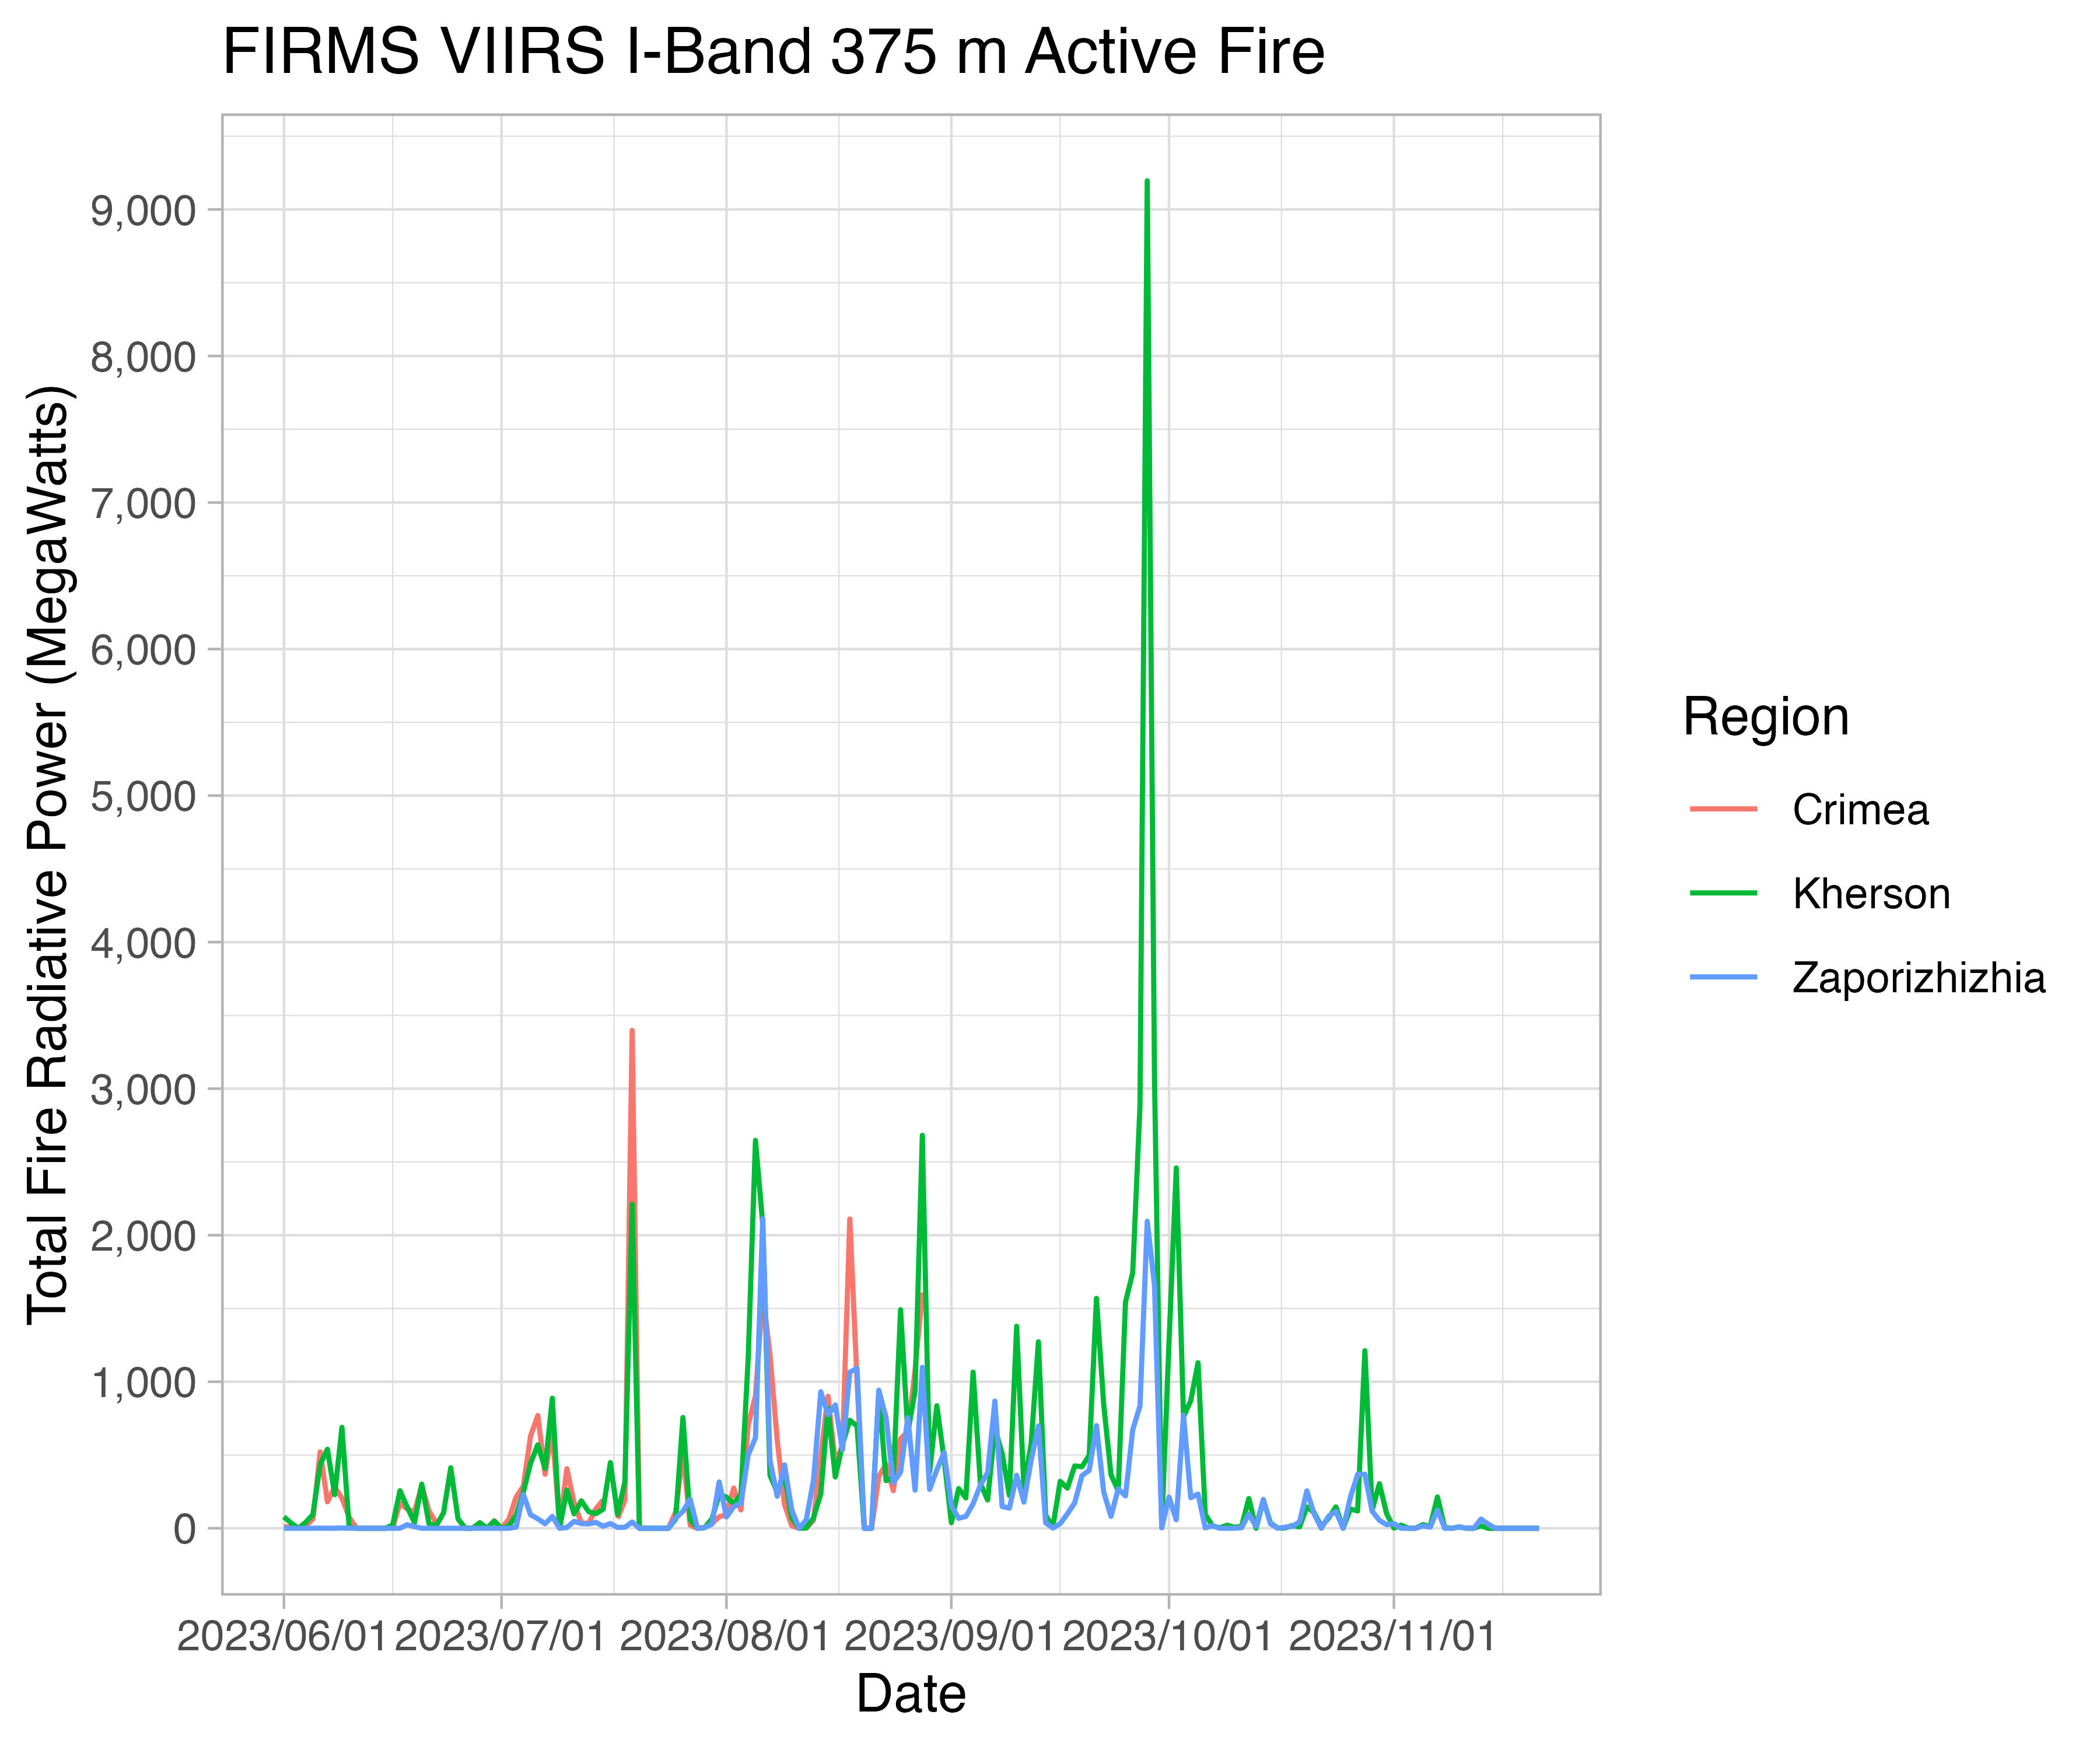 FIRMS VIIRS I-Band 375 m Active Fire
Total Fire Radiative Power (MegaWatts)
9,000
8,000
7,000
6,000
5,000
4,000
3,000
2,000
1,000
0
2023/06/01 2023/07/01 2023/08/01 2023/09/01 2023/10/01 2023/11/01
Date
Region
Crimea
Kherson
Zaporizhizhia